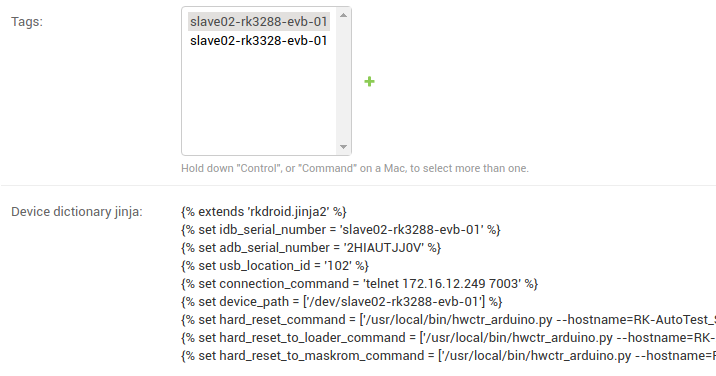 Tags:
slave02-rk3288-evb-01
slave02-rk3328-evb-01
Hold down "Control", or "Command" on a Mac, to select more than one.
Device dictionary jinja:
{% extends 'rkdroid.jinja2' %}
{% set idb_serial_number = 'slave02-rk3288-evb-01' %}
{% set adb_serial_number = '2HIAUTJJ0V' %}
{% set usb_location_id = '102' %}
{% set connection_command = 'telnet 172.16.12.249 7003' %}
{% set device_path = ['/dev/slave02-rk3288-evb-01'] %}
{% set hard_reset_command = ['/usr/local/bin/hwctr_arduino.py --hostname=RK-AutoTest_S
{% set hard_reset_to_loader_command = ['/usr/local/bin/hwctr_arduino.py --hostname=RK-
{% set hard_reset_to_maskrom_command = ['/usr/local/bin/hwctr_arduino.py --hostname=R